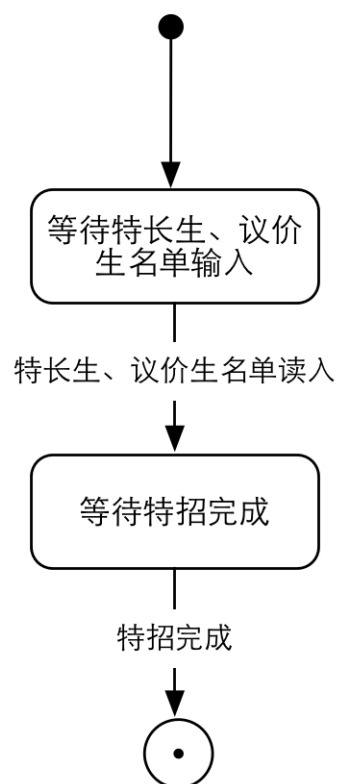 等待特长生、议价
生名单输入
特长生、议价生名单读入
等待特招完成
特招完成